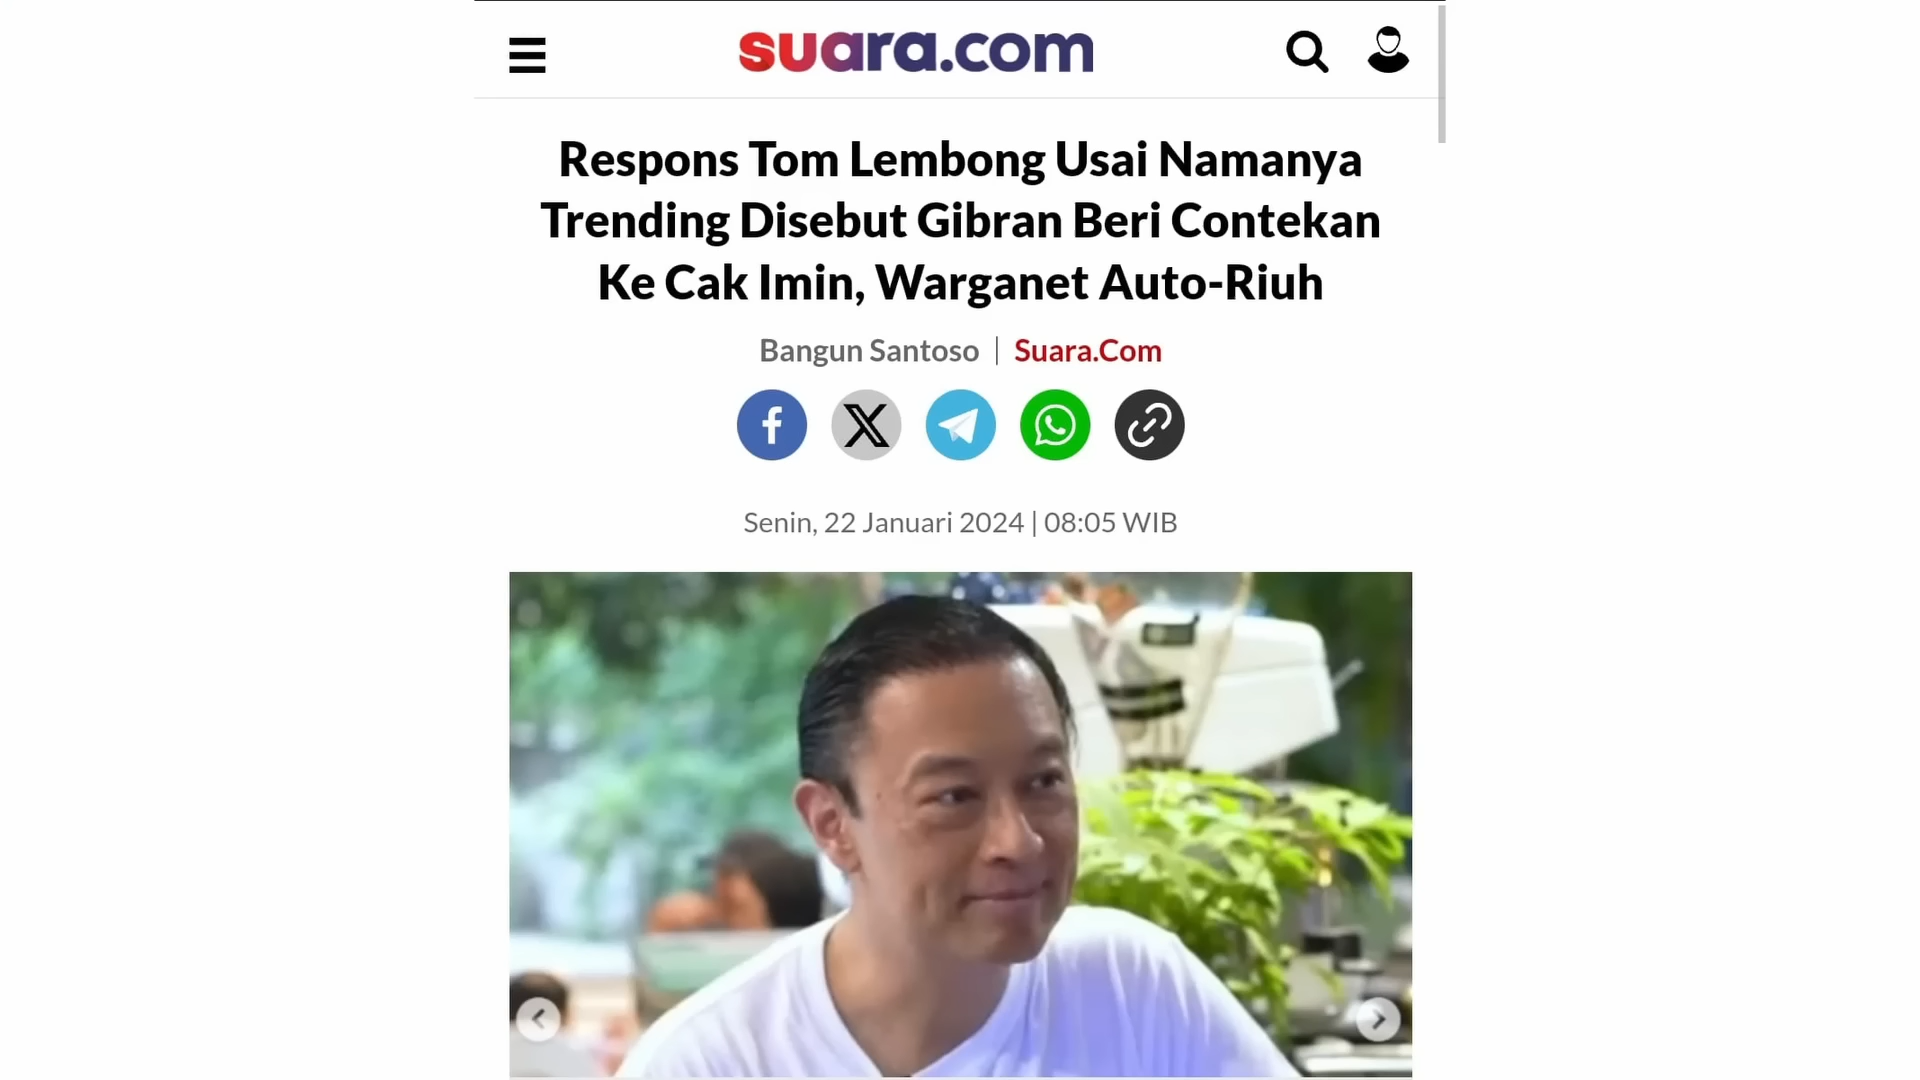 suara.com
Respons Tom Lembong Usai Namanya
Trending Disebut Gibran Beri Contekan
Ke Cak Imin, Warganet Auto-Riuh
Bangun Santoso | Suara.Com
Senin, 22 Januari 2024 | 08:05 WIB